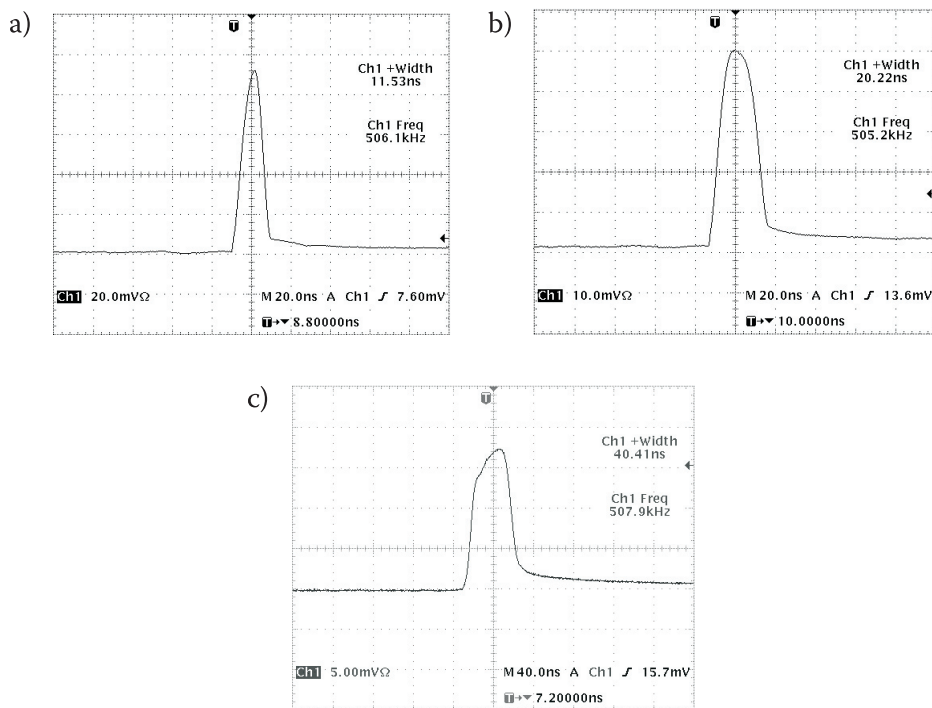 a)
T
Ch1 +Width
11.53ns
Ch1 Freq
506.1kHz
Ch1 20.0mVΩ M 20.0ns A Ch1 ʃ 7.60mV
T→▼ 8.80000ns
b)
T
Ch1 +Width
20.22ns
Ch1 Freq
505.2kHz
Ch1 10.0mVΩ M 20.0ns A Ch1 ʃ 13.6mV
T→▼ 10.0000ns
c)
T
Ch1 +Width
40.41ns
Ch1 Freq
507.9kHz
Ch1 5.00mVΩ M 40.0ns A Ch1 ʃ 15.7mV
T→▼ 7.20000ns